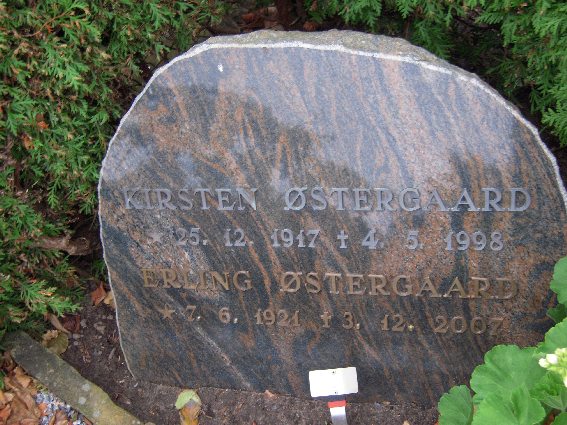 KIRSTEN ØSTERGAARD
* 25. 12. 1917 † 4. 5. 1998
ERLING ØSTERGAARD
* 7. 6. 1921 † 3. 12. 2007